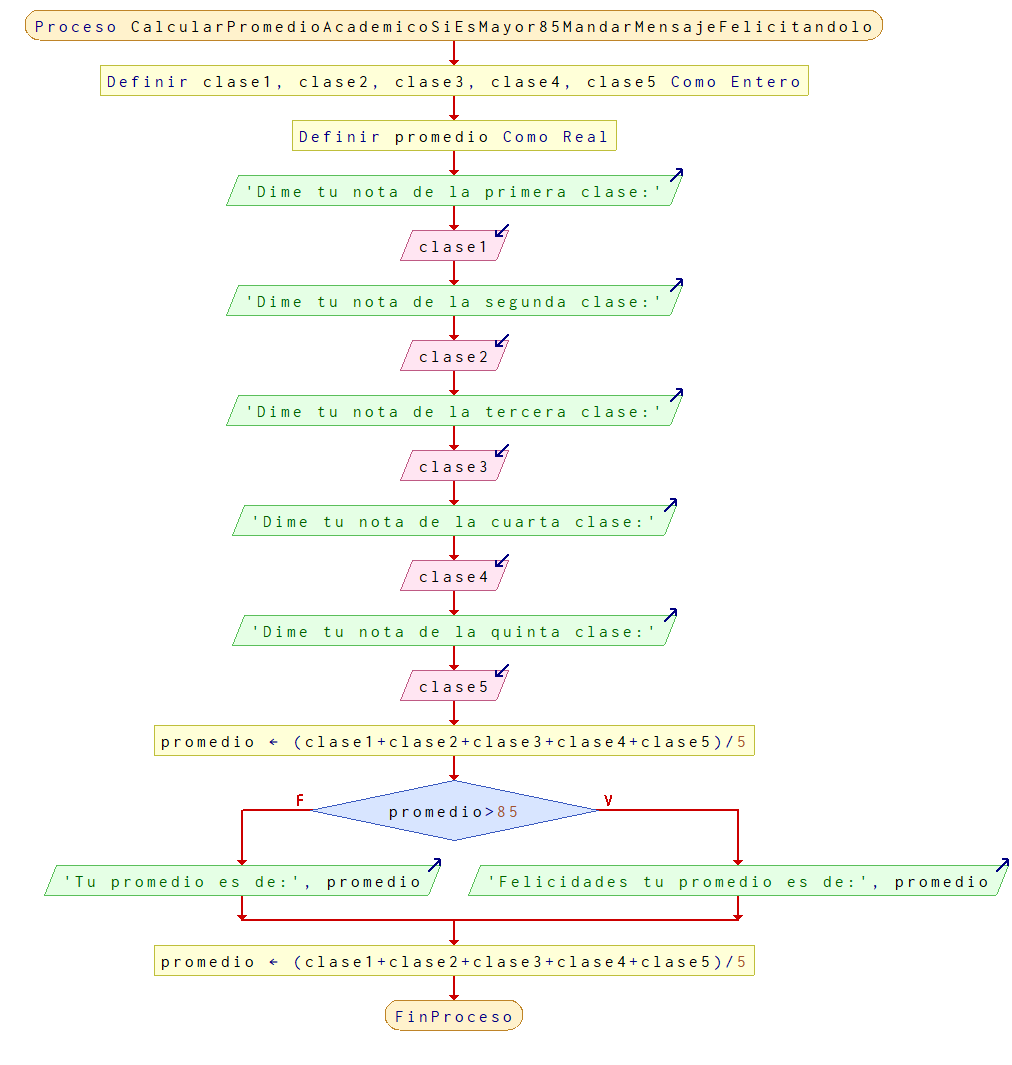 Proceso CalcularPromedioAcademicoSiEsMayor85MandarMensajeFelicitandolo
Definir clase1, clase2, clase3, clase4, clase5 Como Entero
Definir promedio Como Real
'Dime tu nota de la primera clase:'
clase1
'Dime tu nota de la segunda clase:'
clase2
'Dime tu nota de la tercera clase:'
clase3
'Dime tu nota de la cuarta clase:'
clase4
'Dime tu nota de la quinta clase:'
clase5
promedio ← (clase1+clase2+clase3+clase4+clase5)/5
F
V
promedio>85
'Tu promedio es de:', promedio
'Felicidades tu promedio es de:', promedio
promedio ← (clase1+clase2+clase3+clase4+clase5)/5
FinProceso